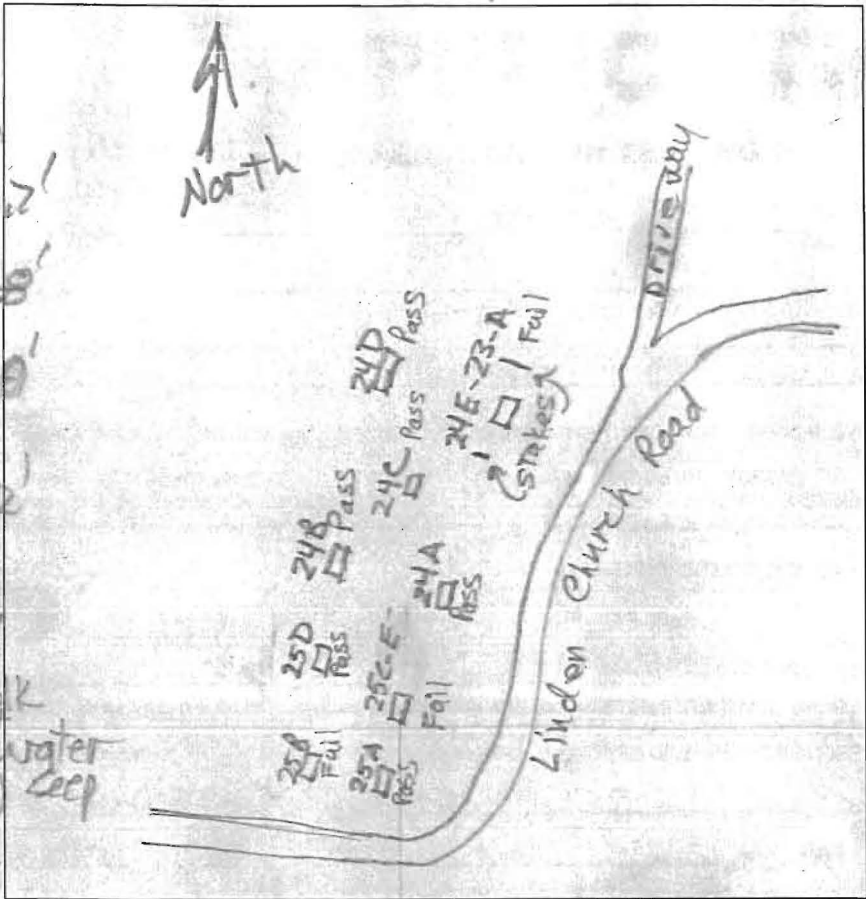 North
Driveway
24D
Pass
24E-23-A
Fail
Stakes
24C Pass
24B
Pass
24A
Pass
25D
Pass
25C-E-
Fail
25B
Fail
25A
Pass
Linden Church Road
water